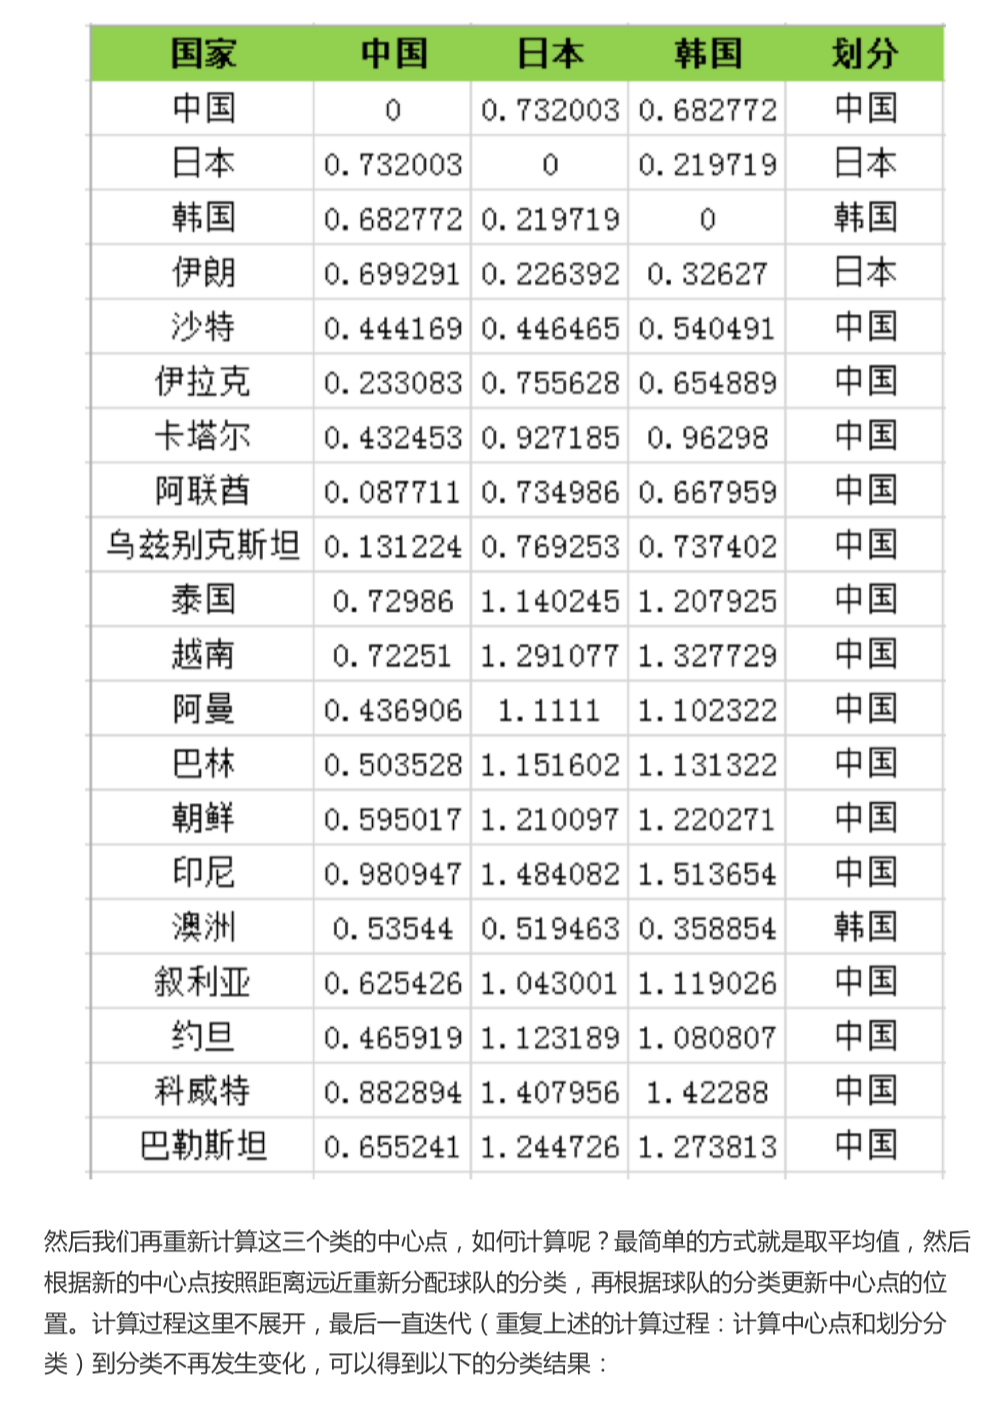 国家 中国 日本 韩国 划分
中国 0 0.732003 0.682772 中国
日本 0.732003 0 0.219719 日本
韩国 0.682772 0.219719 0 韩国
伊朗 0.699291 0.226392 0.32627 日本
沙特 0.444169 0.446465 0.540491 中国
伊拉克 0.233083 0.755628 0.654889 中国
卡塔尔 0.432453 0.927185 0.96298 中国
阿联酋 0.087711 0.734986 0.667959 中国
乌兹别克斯坦 0.131224 0.769253 0.737402 中国
泰国 0.72986 1.140245 1.207925 中国
越南 0.72251 1.291077 1.327729 中国
阿曼 0.436906 1.1111 1.102322 中国
巴林 0.503528 1.151602 1.131322 中国
朝鲜 0.595017 1.210097 1.220271 中国
印尼 0.980947 1.484082 1.513654 中国
澳洲 0.53544 0.519463 0.358854 韩国
叙利亚 0.625426 1.043001 1.119026 中国
约旦 0.465919 1.123189 1.080807 中国
科威特 0.882894 1.407956 1.42288 中国
巴勒斯坦 0.655241 1.244726 1.273813 中国
然后我们再重新计算这三个类的中心点，如何计算呢？最简单的方式就是取平均值，然后
根据新的中心点按照距离远近重新分配球队的分类，再根据球队的分类更新中心点的位
置。计算过程这里不展开，最后一直迭代（重复上述的计算过程：计算中心点和划分分
类）到分类不再发生变化，可以得到以下的分类结果：